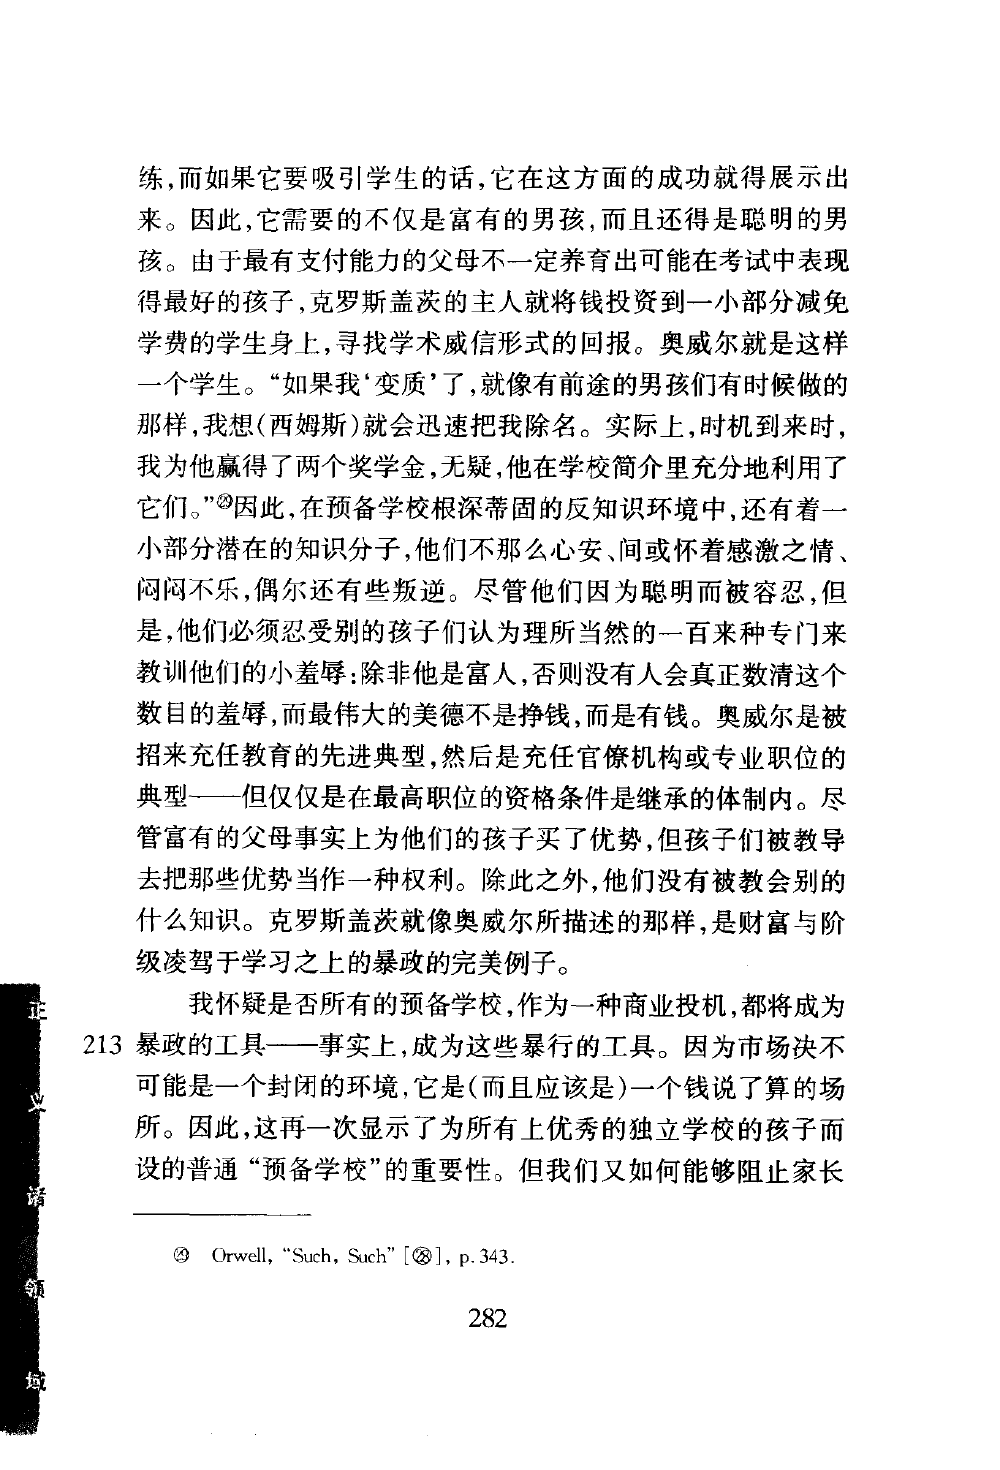 练,而如果它要吸引学生的话,它在这方面的成功就得展示出
来。因此,它需要的不仅是富有的男孩,而且还得是聪明的男
孩。由于最有支付能力的父母不一定养育出可能在考试中表现
得最好的孩子,克罗斯盖茨的主人就将钱投资到一小部分减免
学费的学生身上,寻找学术威信形式的回报。奥威尔就是这样
一个学生。“如果我‘变质’了,就像有前途的男孩们有时候做的
那样,我想(西姆斯)就会迅速把我除名。实际上,时机到来时,
我为他赢得了两个奖学金,无疑,他在学校简介里充分地利用了
它们。”㉙因此,在预备学校根深蒂固的反知识环境中,还有着一
小部分潜在的知识分子,他们不那么心安、间或怀着感激之情、
闷闷不乐,偶尔还有些叛逆。尽管他们因为聪明而被容忍,但
是,他们必须忍受别的孩子们认为理所当然的一百来种专门来
教训他们的小羞辱:除非他是富人,否则没有人会真正数清这个
数目的羞辱,而最伟大的美德不是挣钱,而是有钱。奥威尔是被
招来充任教育的先进典型,然后是充任官僚机构或专业职位的
典型——但仅仅是在最高职位的资格条件是继承的体制内。尽
管富有的父母事实上为他们的孩子买了优势,但孩子们被教导
去把那些优势当作一种权利。除此之外,他们没有被教会别的
什么知识。克罗斯盖茨就像奥威尔所描述的那样,是财富与阶
级凌驾于学习之上的暴政的完美例子。
我怀疑是否所有的预备学校,作为一种商业投机,都将成为
213 暴政的工具——事实上,成为这些暴行的工具。因为市场决不
可能是一个封闭的环境,它是(而且应该是)一个钱说了算的场
所。因此,这再一次显示了为所有上优秀的独立学校的孩子而
设的普通“预备学校”的重要性。但我们又如何能够阻止家长
㉙ Orwell, “Such, Such” [㉘], p. 343.
282
正
义
诸
领
域